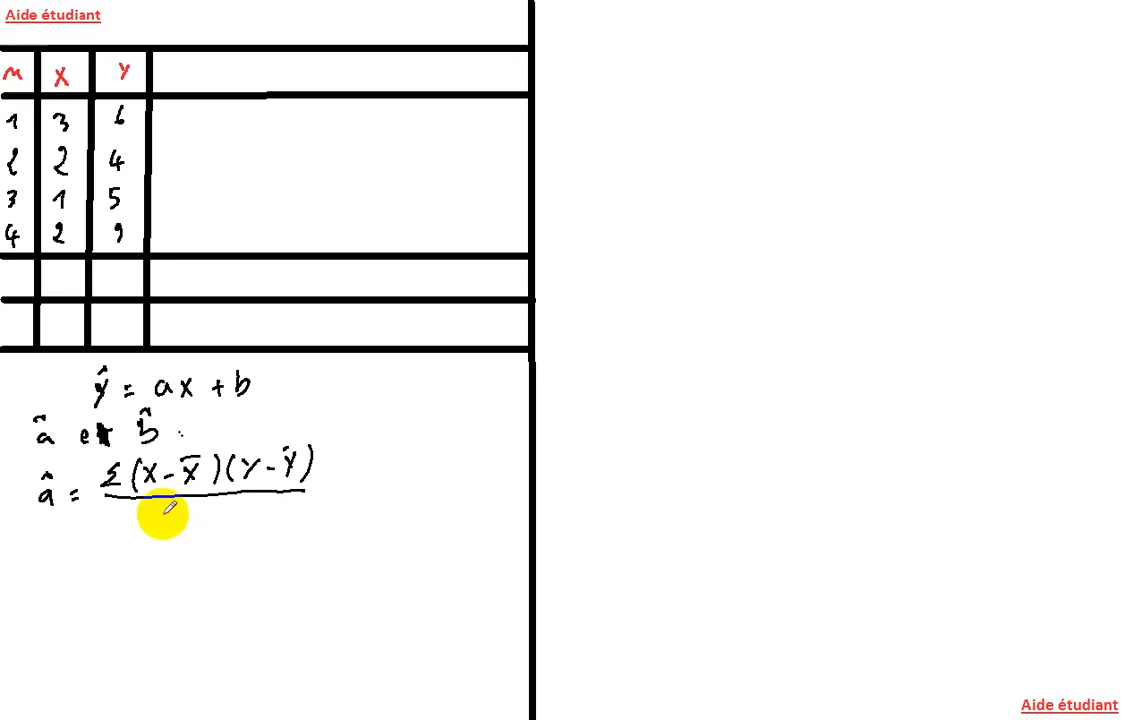 Aide étudiant
n X Y
1 3 6
2 2 4
3 1 5
4 2 9
ŷ = ax + b
â et b̂
â = Σ(X - X̄)(Y - Ȳ)
Aide étudiant